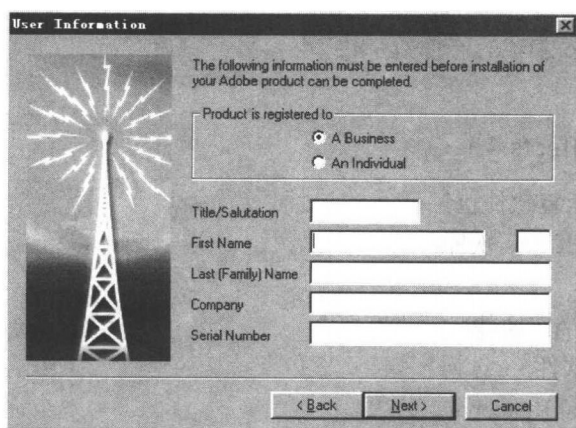 User Information
The following information must be entered before installation of
your Adobe product can be completed.
Product is registered to
A Business
An Individual
Title/Salutation
First Name
Last (Family) Name
Company
Serial Number
< Back
Next >
Cancel